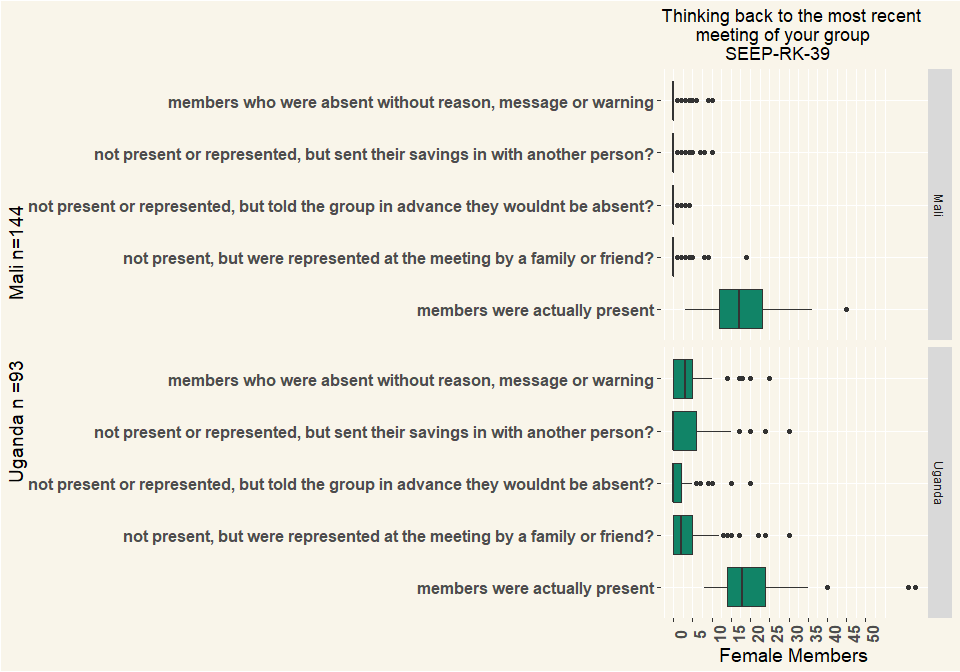 Thinking back to the most recent
meeting of your group
SEEP-RK-39
Mali n=144
members who were absent without reason, message or warning
not present or represented, but sent their savings in with another person?
not present or represented, but told the group in advance they wouldnt be absent?
not present, but were represented at the meeting by a family or friend?
members were actually present
Mali
Uganda n =93
members who were absent without reason, message or warning
not present or represented, but sent their savings in with another person?
not present or represented, but told the group in advance they wouldnt be absent?
not present, but were represented at the meeting by a family or friend?
members were actually present
Uganda
0 5 10 15 20 25 30 35 40 45 50
Female Members